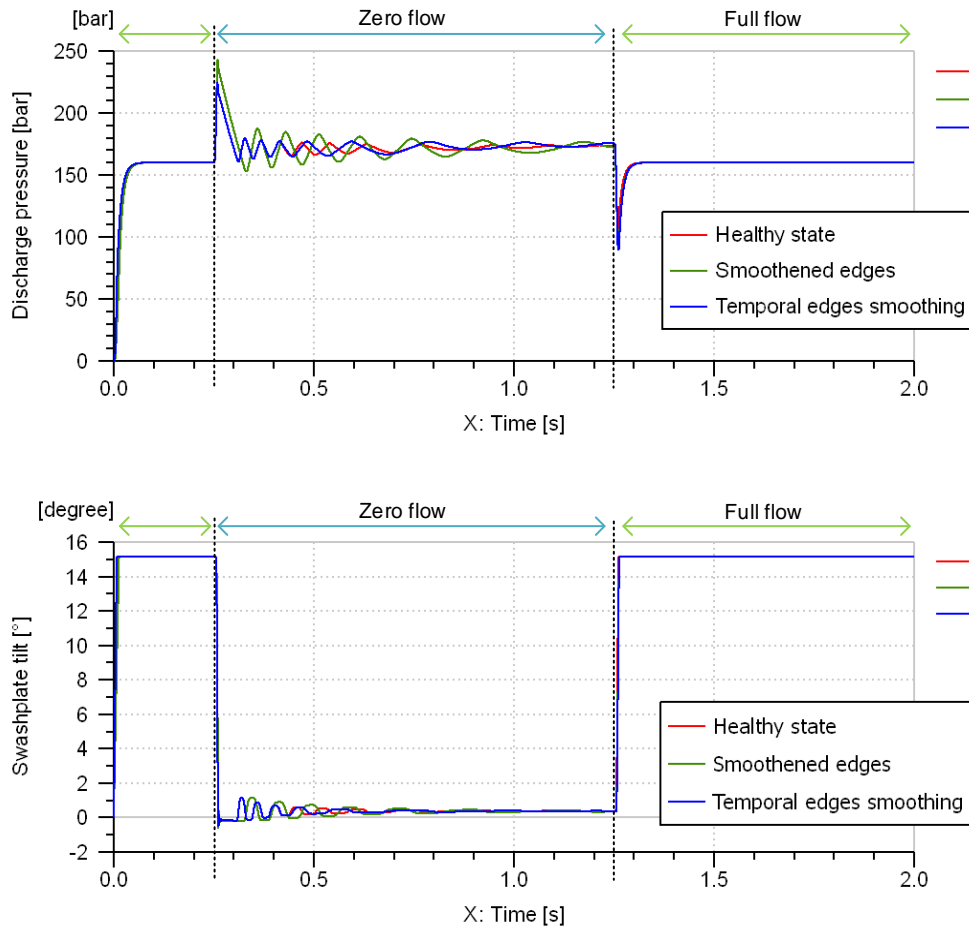 [bar]
Zero flow
Full flow
250
200
150
100
50
0
Discharge pressure [bar]
Healthy state
Smoothened edges
Temporal edges smoothing
0.0 0.5 1.0 1.5 2.0
X: Time [s]
[degree]
Zero flow
Full flow
16
14
12
10
8
6
4
2
0
-2
Swashplate tilt [°]
Healthy state
Smoothened edges
Temporal edges smoothing
0.0 0.5 1.0 1.5 2.0
X: Time [s]